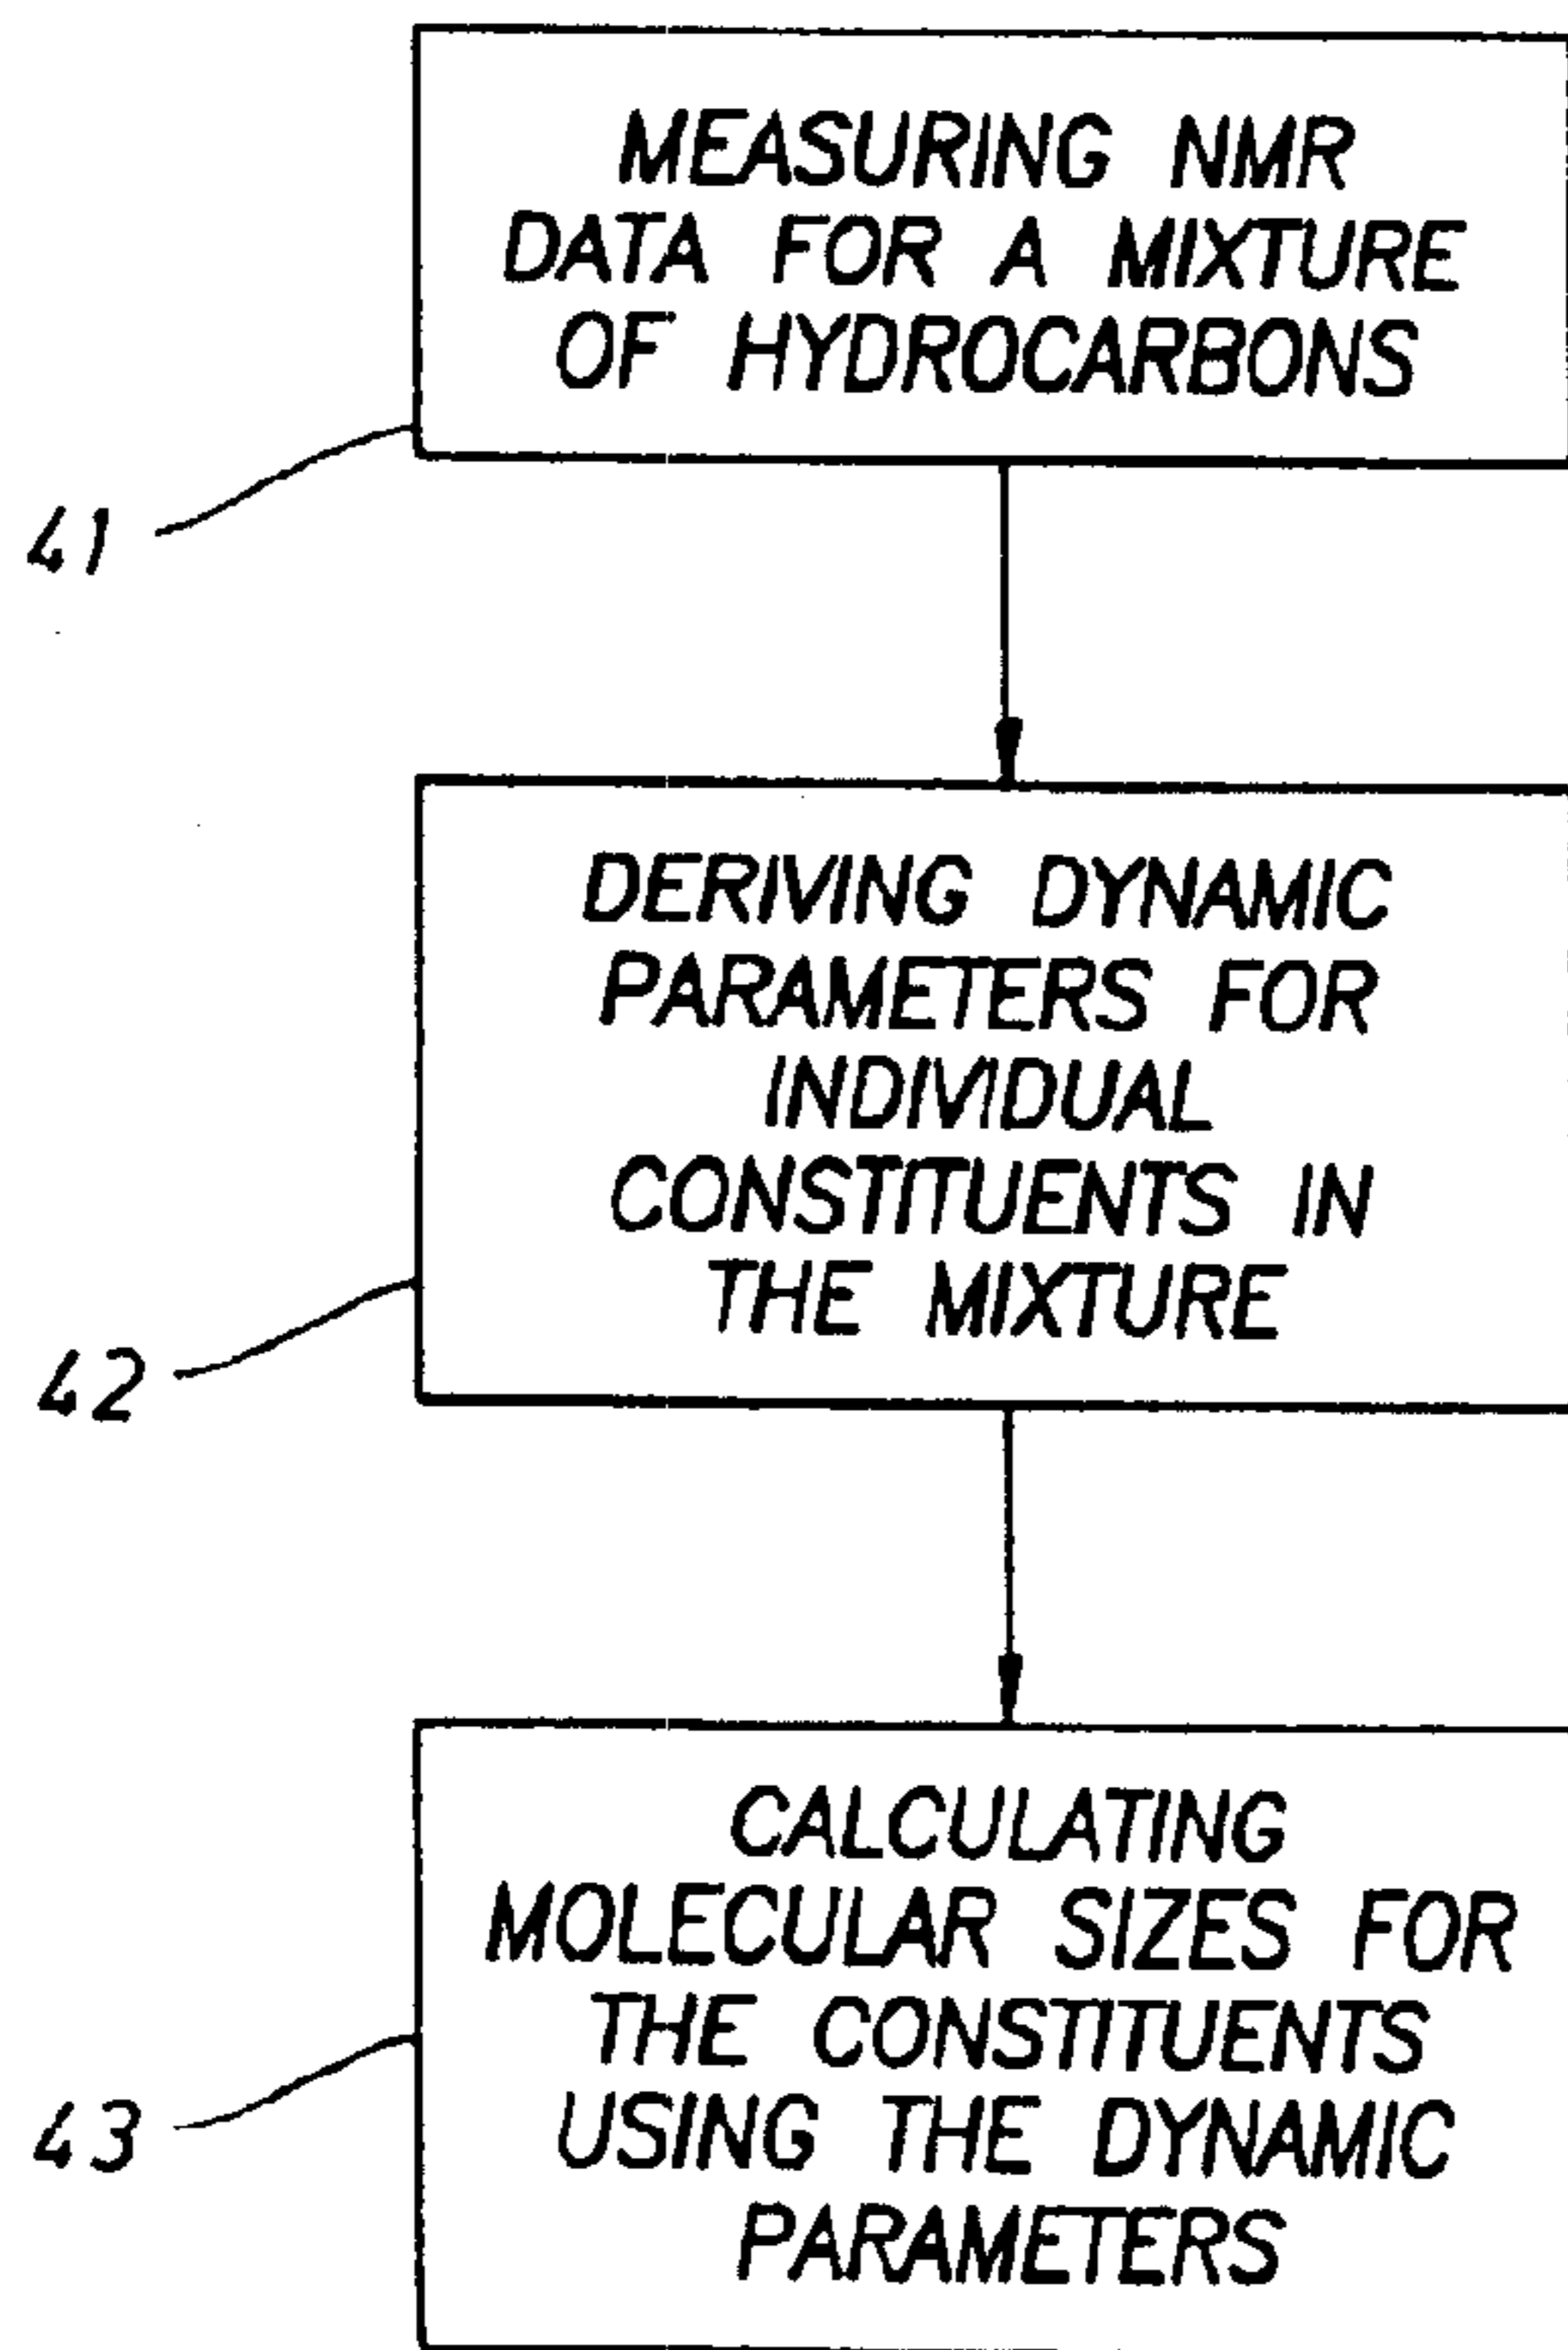 MEASURING NMR
DATA FOR A MIXTURE
OF HYDROCARBONS
41
DERIVING DYNAMIC
PARAMETERS FOR
INDIVIDUAL
CONSTITUENTS IN
THE MIXTURE
42
CALCULATING
MOLECULAR SIZES FOR
THE CONSTITUENTS
USING THE DYNAMIC
PARAMETERS
43